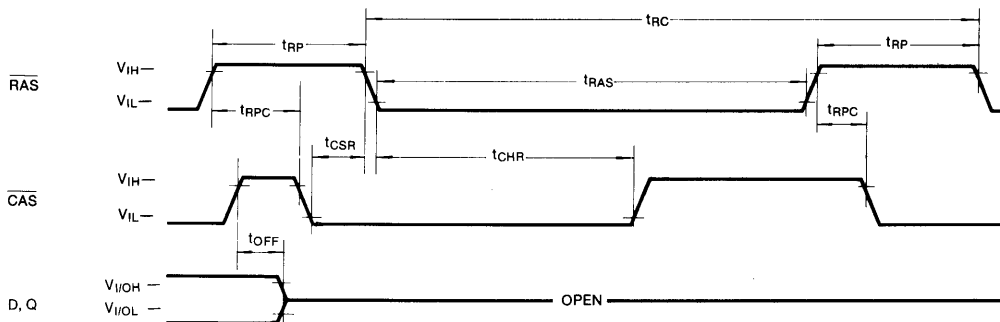 tRC
tRP
tRP
VIH
RAS
tRAS
VIL
tRPC
tRPC
tCSR
tCHR
VIH
CAS
VIL
tOFF
VI/OH
D, Q
OPEN
VI/OL